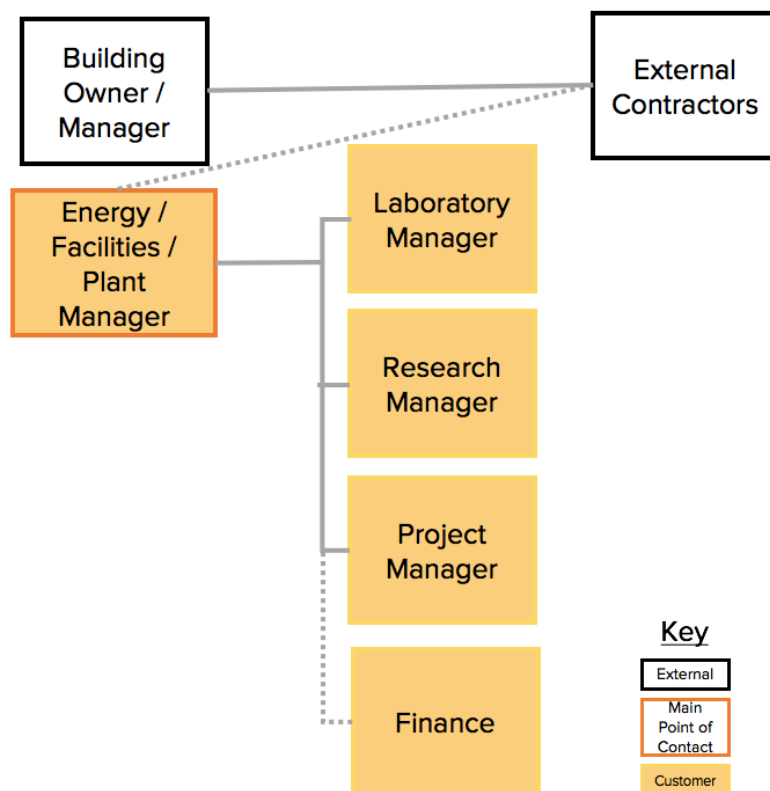 Building
Owner /
Manager
External
Contractors
Energy /
Facilities /
Plant
Manager
Laboratory
Manager
Research
Manager
Project
Manager
Finance
Key
External
Main
Point of
Contact
Customer